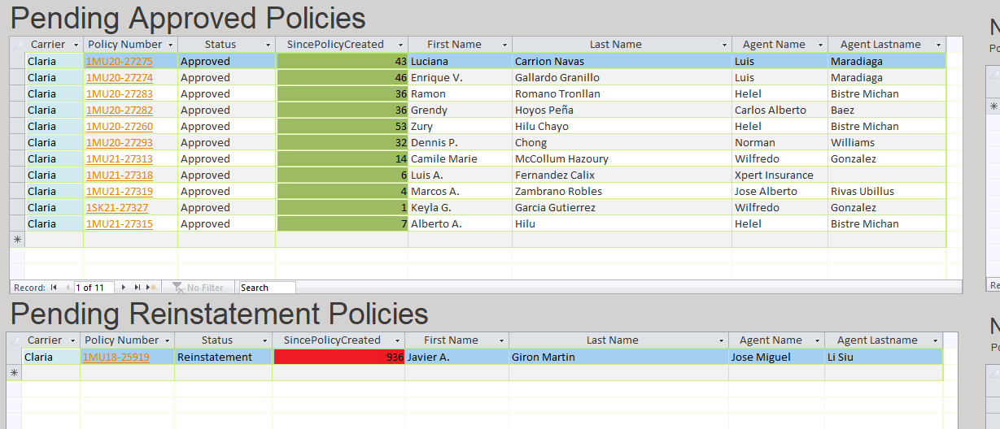 Pending Approved Policies
Carrier Policy Number Status SincePolicyCreated First Name Last Name Agent Name Agent Lastname
Claria 1MU20-27275 Approved 43 Luciana Carrion Navas Luis Maradiaga
Claria 1MU20-27274 Approved 46 Enrique V. Gallardo Granillo Luis Maradiaga
Claria 1MU20-27283 Approved 36 Ramon Romano Tronllan Helel Bistre Michan
Claria 1MU20-27282 Approved 36 Grendy Hoyos Peña Carlos Alberto Baez
Claria 1MU20-27260 Approved 53 Zury Hilu Chayo Helel Bistre Michan
Claria 1MU20-27293 Approved 32 Dennis P. Chong Norman Williams
Claria 1MU21-27313 Approved 14 Camile Marie McCollum Hazoury Wilfredo Gonzalez
Claria 1MU21-27318 Approved 6 Luis A. Fernandez Calix Xpert Insurance
Claria 1MU21-27319 Approved 4 Marcos A. Zambrano Robles Jose Alberto Rivas Ubillus
Claria 1SK21-27327 Approved 1 Keyla G. Garcia Gutierrez Wilfredo Gonzalez
Claria 1MU21-27315 Approved 7 Alberto A. Hilu Helel Bistre Michan
Record: 1 of 11 No Filter Search
Pending Reinstatement Policies
Carrier Policy Number Status SincePolicyCreated First Name Last Name Agent Name Agent Lastname
Claria 1MU18-25919 Reinstatement 936 Javier A. Giron Martin Jose Miguel Li Siu
N
Po
Re
N
Po